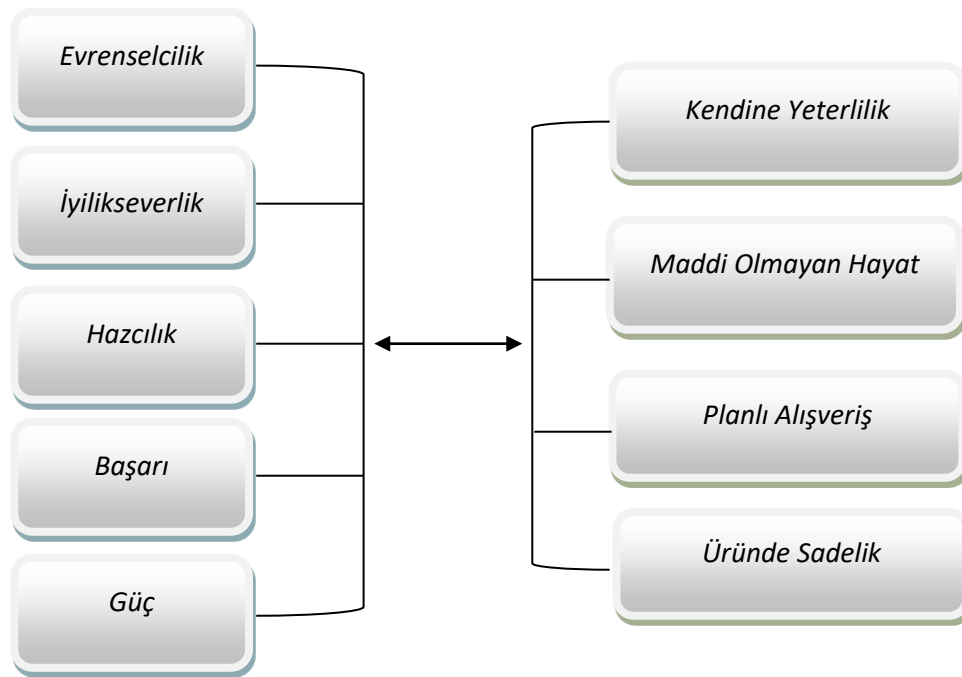 Evrenselcilik
İyilikseverlik
Hazcılık
Başarı
Güç
Kendine Yeterlilik
Maddi Olmayan Hayat
Planlı Alışveriş
Üründe Sadelik